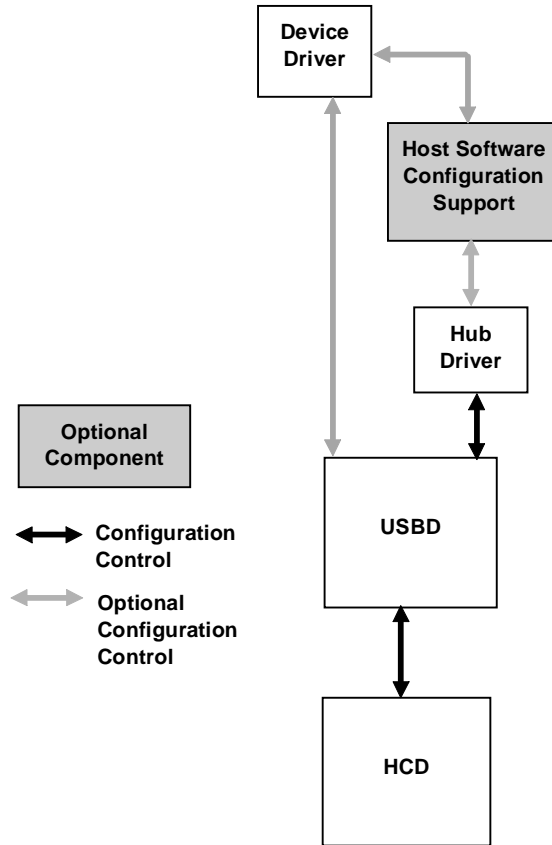 Device
Driver
Host Software
Configuration
Support
Hub
Driver
Optional
Component
USBD
Configuration
Control
Optional
Configuration
Control
HCD